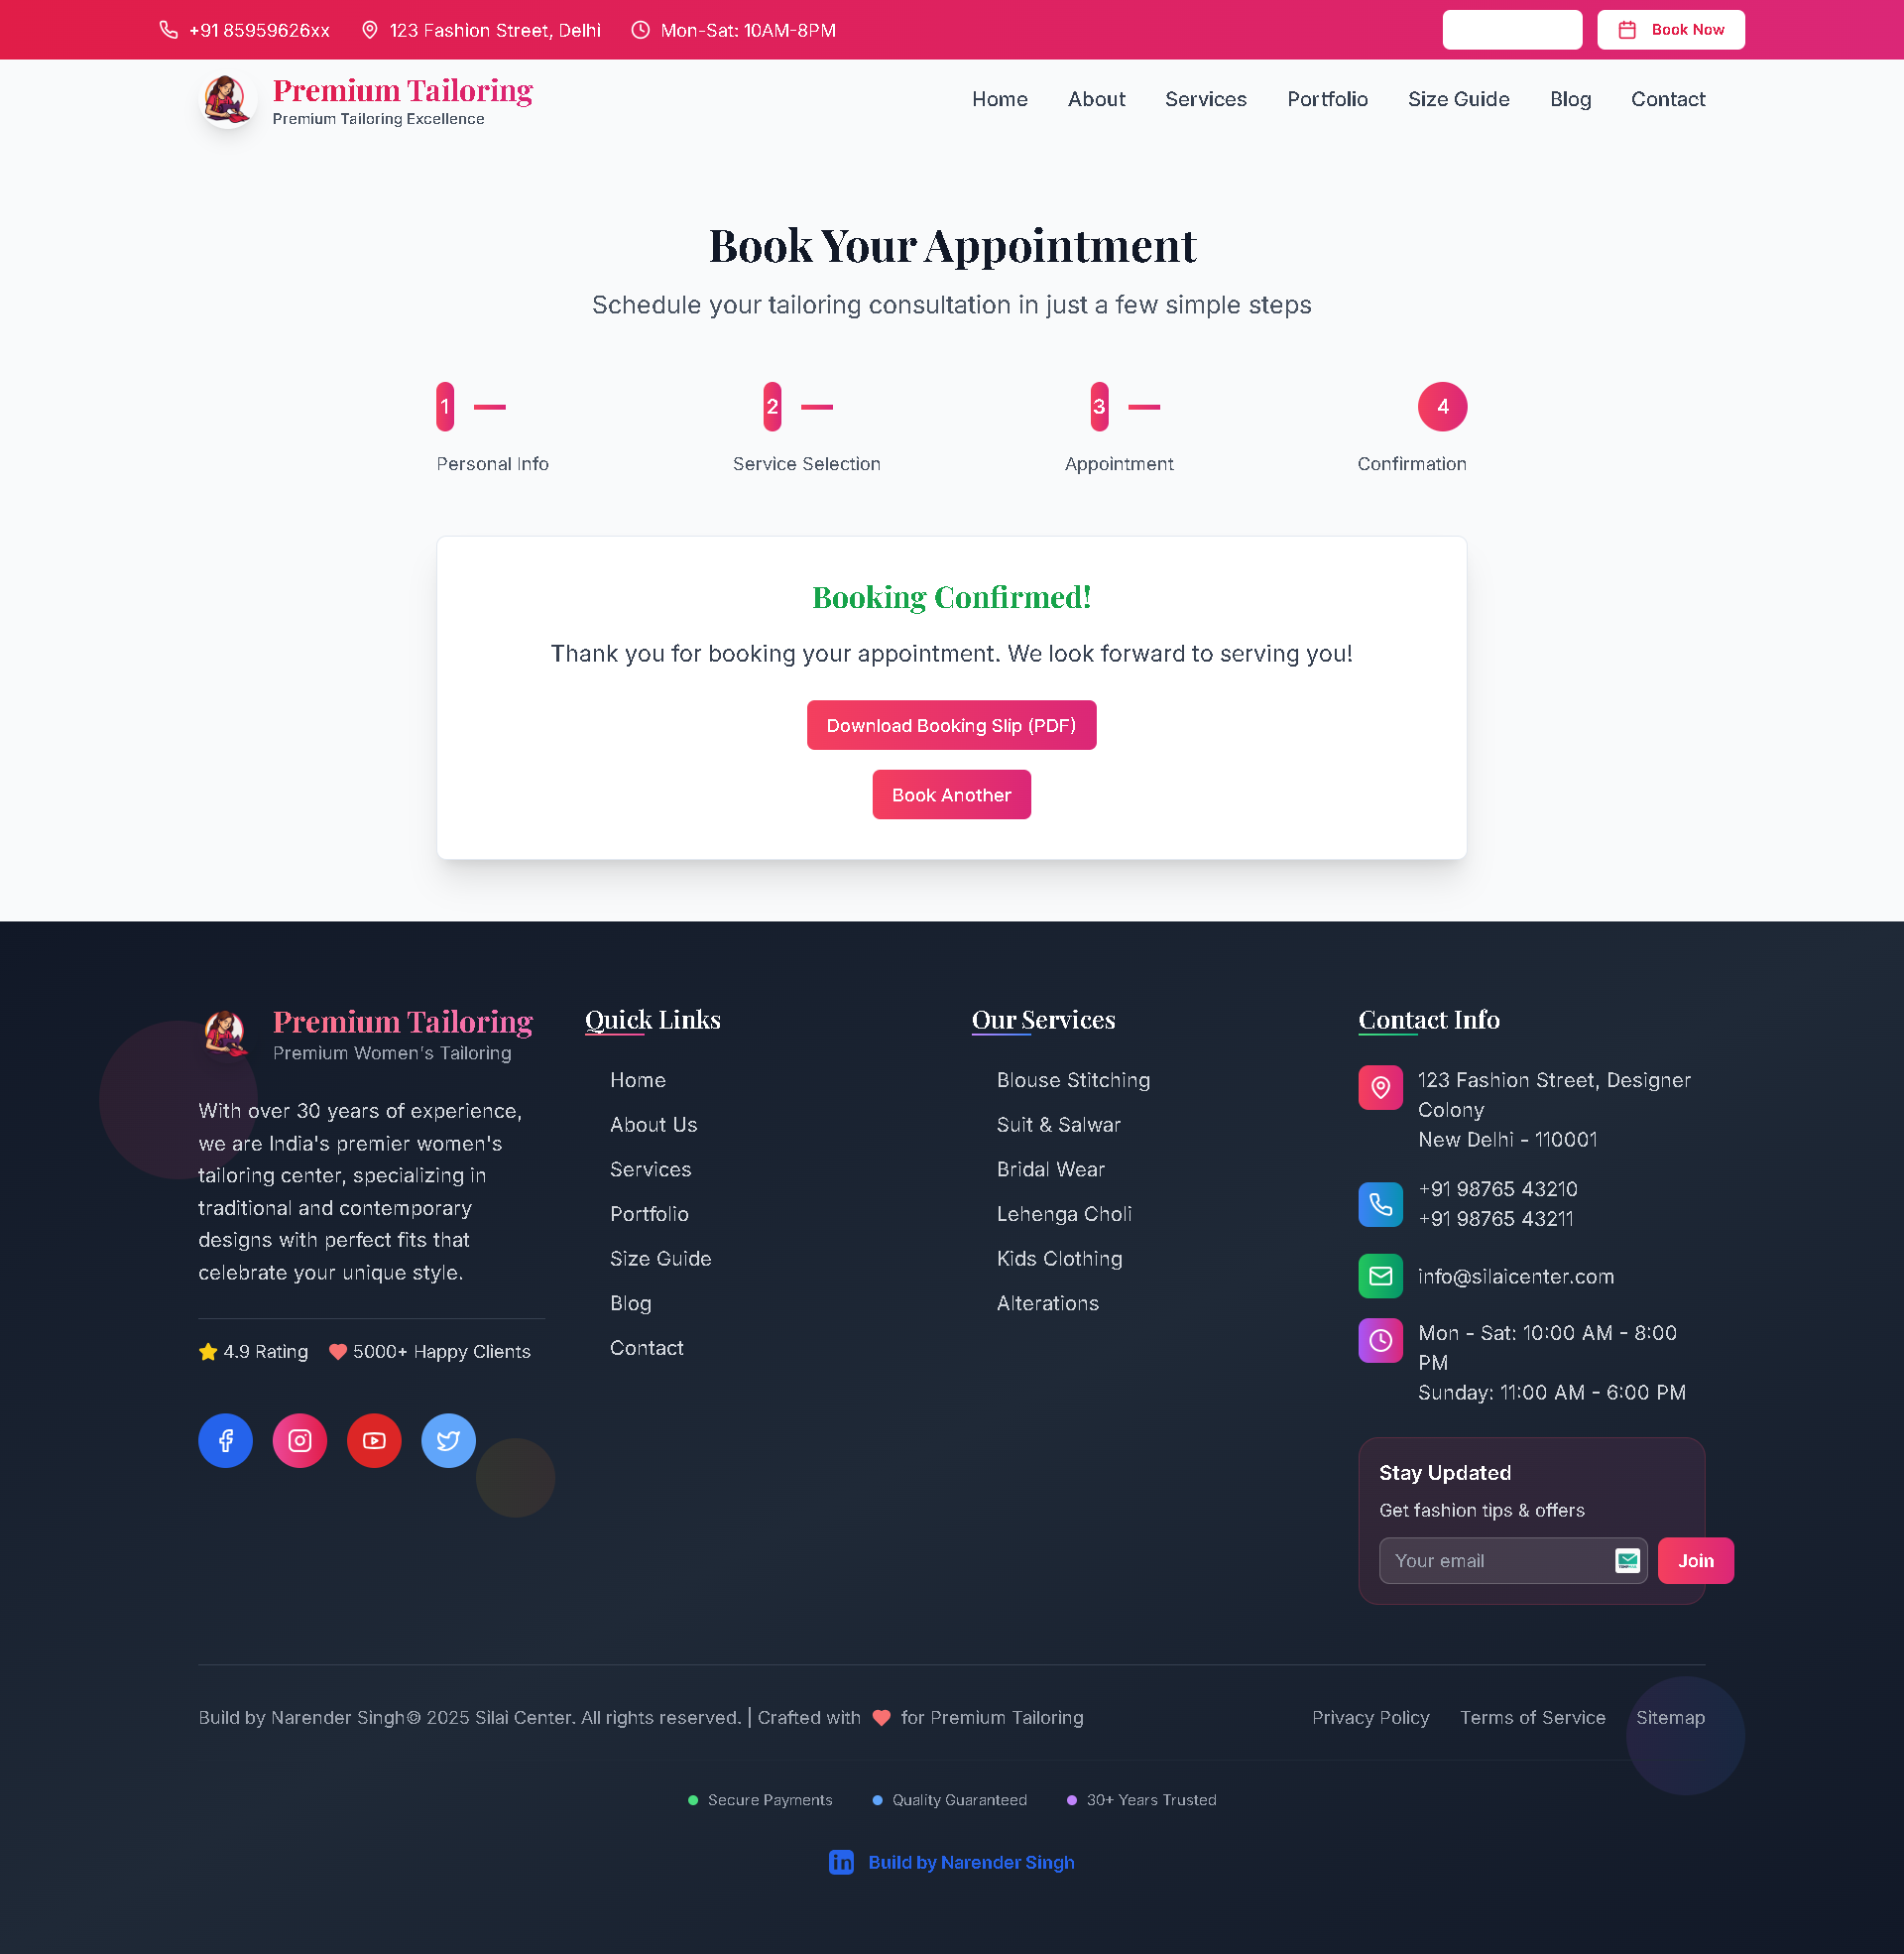 +91 85959626xx
123 Fashion Street, Delhi
Mon-Sat: 10AM-8PM
Book Now
Premium Tailoring
Premium Tailoring Excellence
Home
About
Services
Portfolio
Size Guide
Blog
Contact
Book Your Appointment
Schedule your tailoring consultation in just a few simple steps
1
2
3
4
Personal Info
Service Selection
Appointment
Confirmation
Booking Confirmed!
Thank you for booking your appointment. We look forward to serving you!
Download Booking Slip (PDF)
Book Another
Premium Tailoring
Premium Women's Tailoring
With over 30 years of experience,
we are India's premier women's
tailoring center, specializing in
traditional and contemporary
designs with perfect fits that
celebrate your unique style.
4.9 Rating
5000+ Happy Clients
Quick Links
Home
About Us
Services
Portfolio
Size Guide
Blog
Contact
Our Services
Blouse Stitching
Suit & Salwar
Bridal Wear
Lehenga Choli
Kids Clothing
Alterations
Contact Info
123 Fashion Street, Designer
Colony
New Delhi - 110001
+91 98765 43210
+91 98765 43211
info@silaicenter.com
Mon - Sat: 10:00 AM - 8:00
PM
Sunday: 11:00 AM - 6:00 PM
Stay Updated
Get fashion tips & offers
Your email
Join
Build by Narender Singh© 2025 Silai Center. All rights reserved. | Crafted with for Premium Tailoring
Privacy Policy
Terms of Service
Sitemap
Secure Payments
Quality Guaranteed
30+ Years Trusted
in
Build by Narender Singh